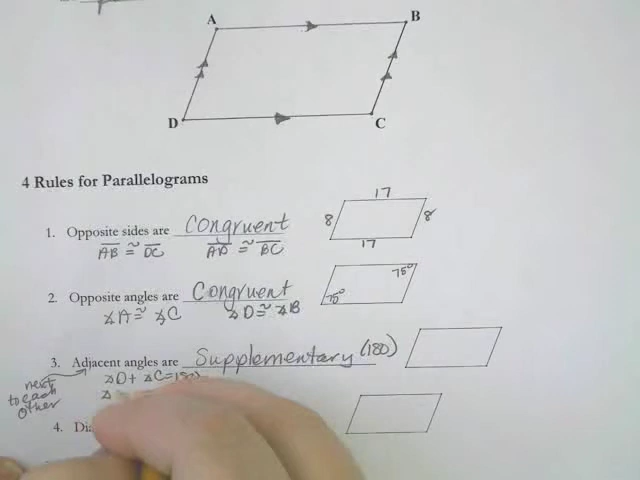 A B
D C
4 Rules for Parallelograms
17
1. Opposite sides are Congruent 8 8
AB ≅ DC AD ≅ BC 17
75°
2. Opposite angles are Congruent 75°
∡A ≅ ∡C ∡D ≅ ∡B
3. Adjacent angles are Supplementary (180)
next to each other
∡D + ∡C = 180
∡
4.